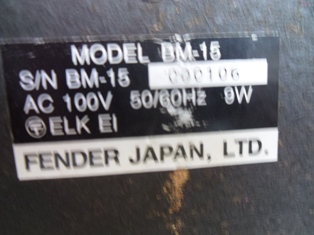 MODEL BM-15
S/N BM-15 000106
AC 100V 50/60Hz 9W
Ⓣ ELK EI
FENDER JAPAN, LTD.